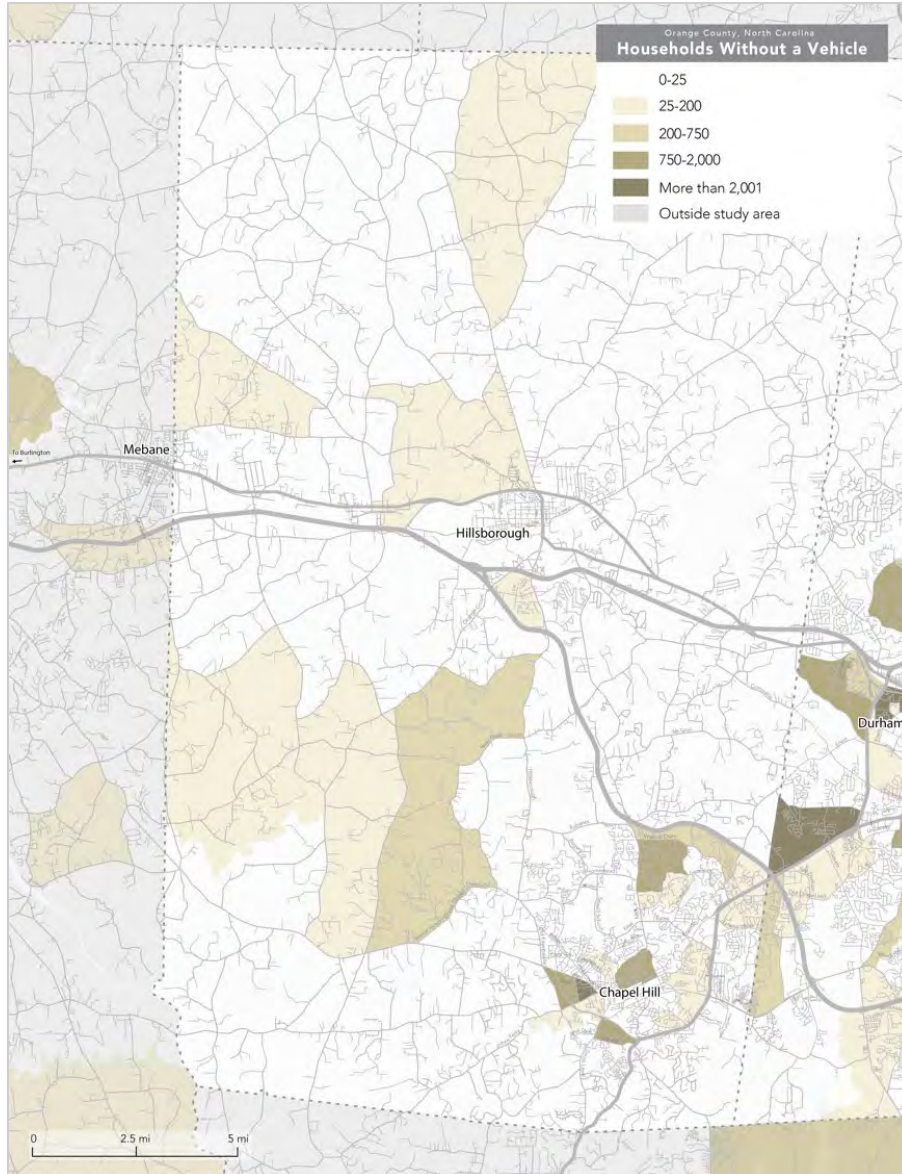 Orange County, North Carolina
Households Without a Vehicle
0-25
25-200
200-750
750-2,000
More than 2,001
Outside study area
To Burlington
Mebane
Hillsborough
Durham
Chapel Hill
0
2.5 mi
5 mi